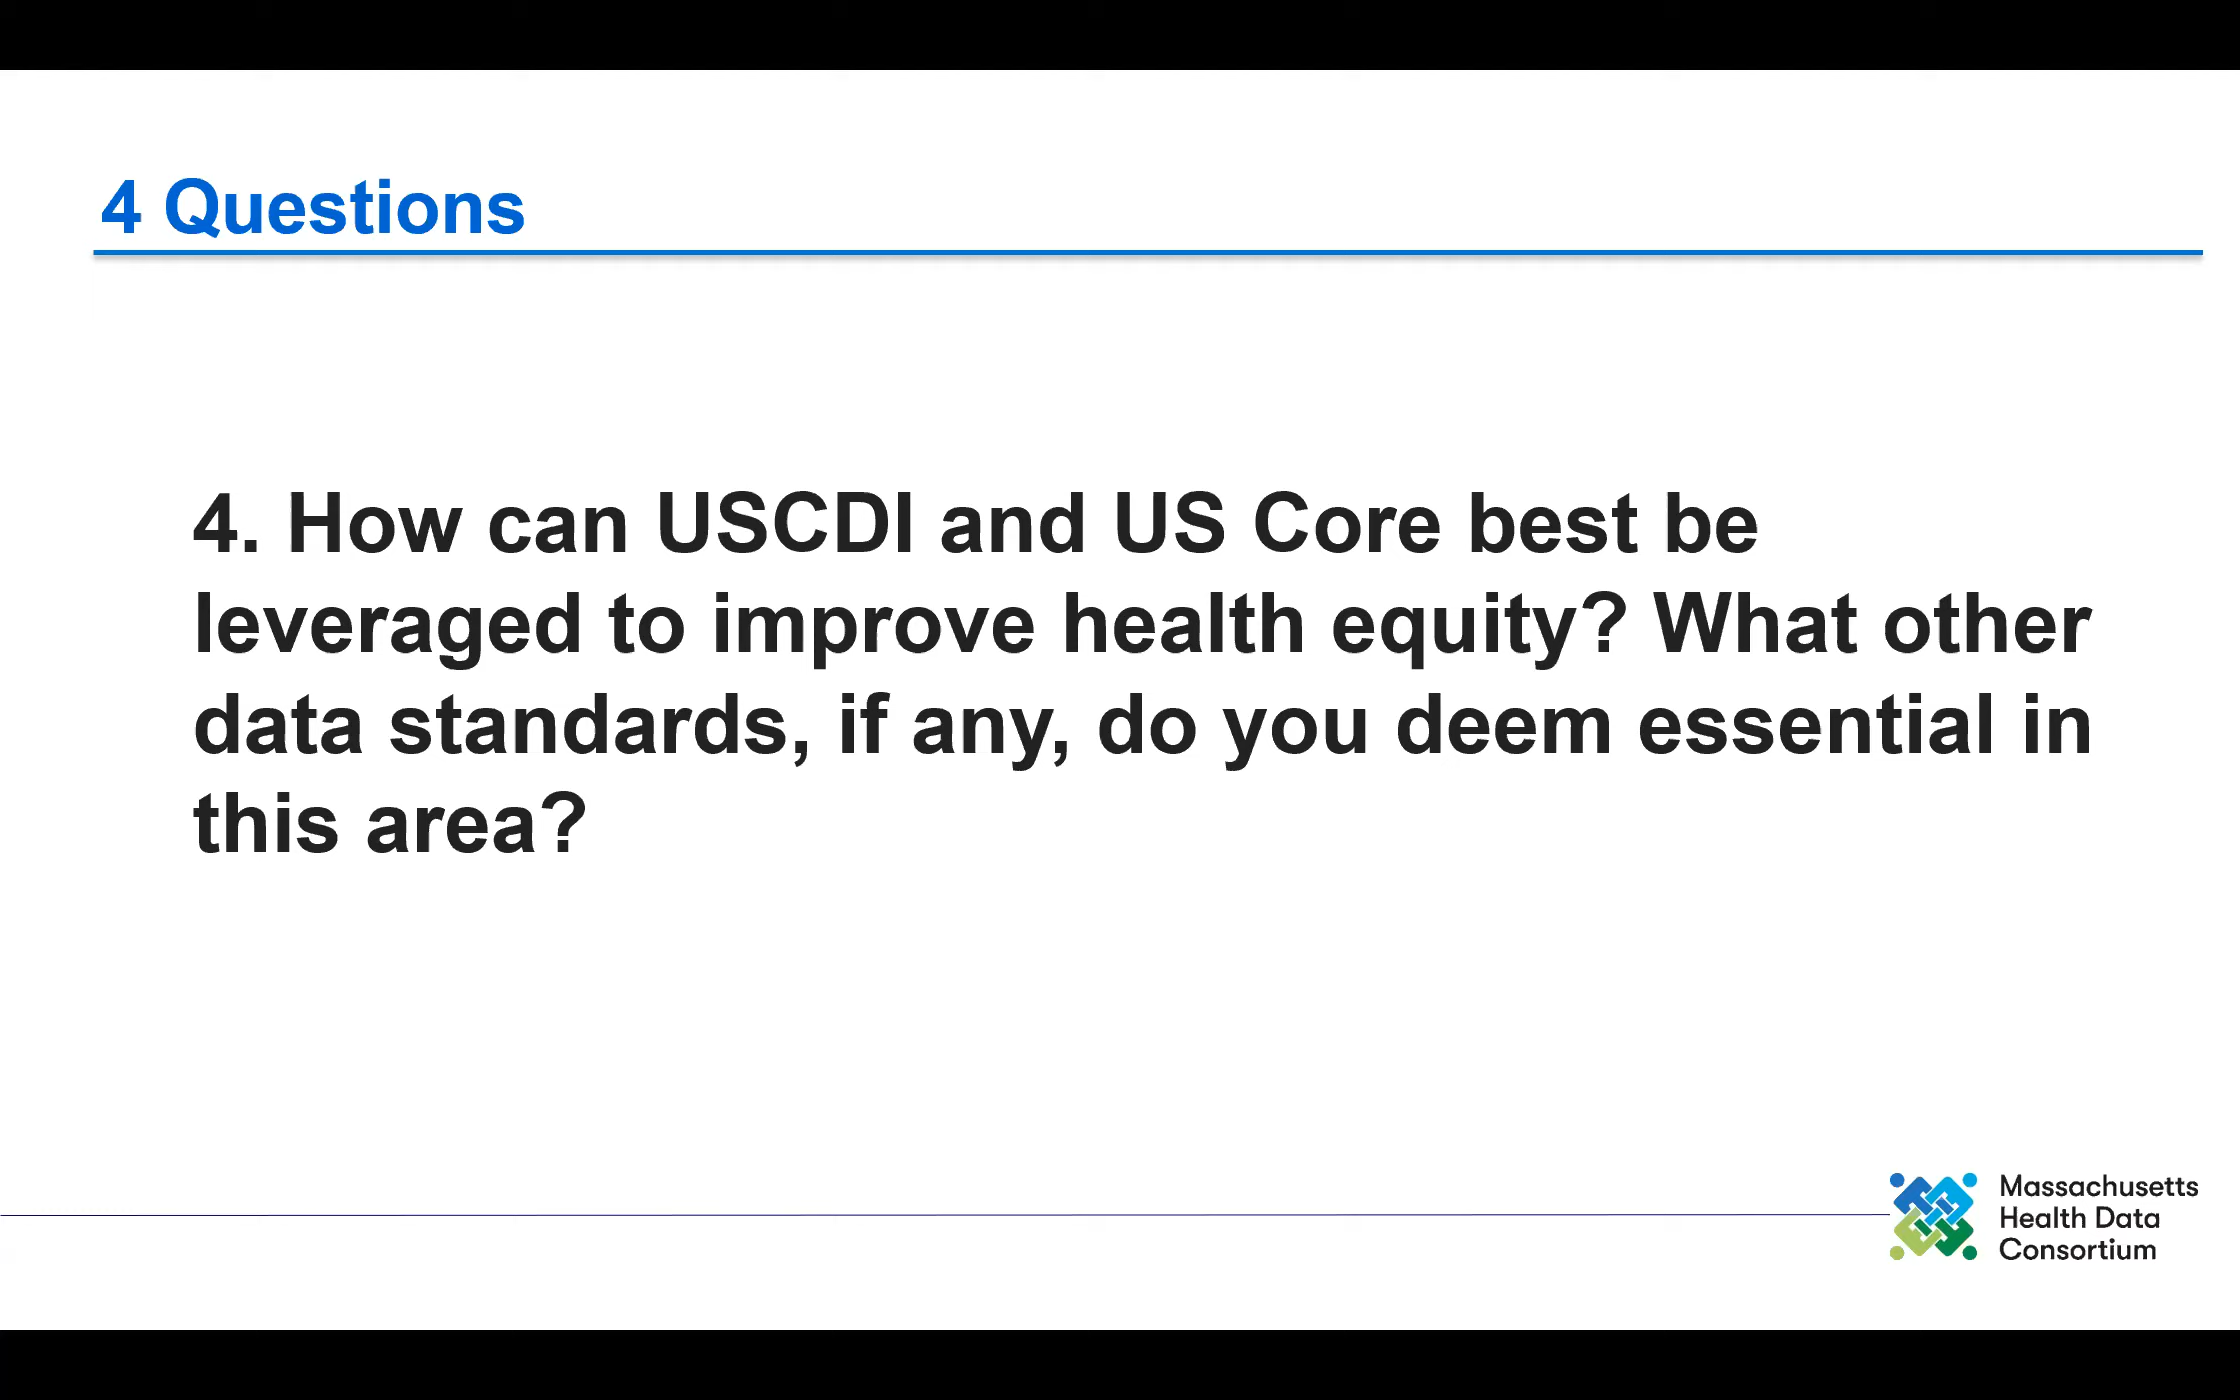 4 Questions
4. How can USCDI and US Core best be
leveraged to improve health equity? What other
data standards, if any, do you deem essential in
this area?
Massachusetts
Health Data
Consortium